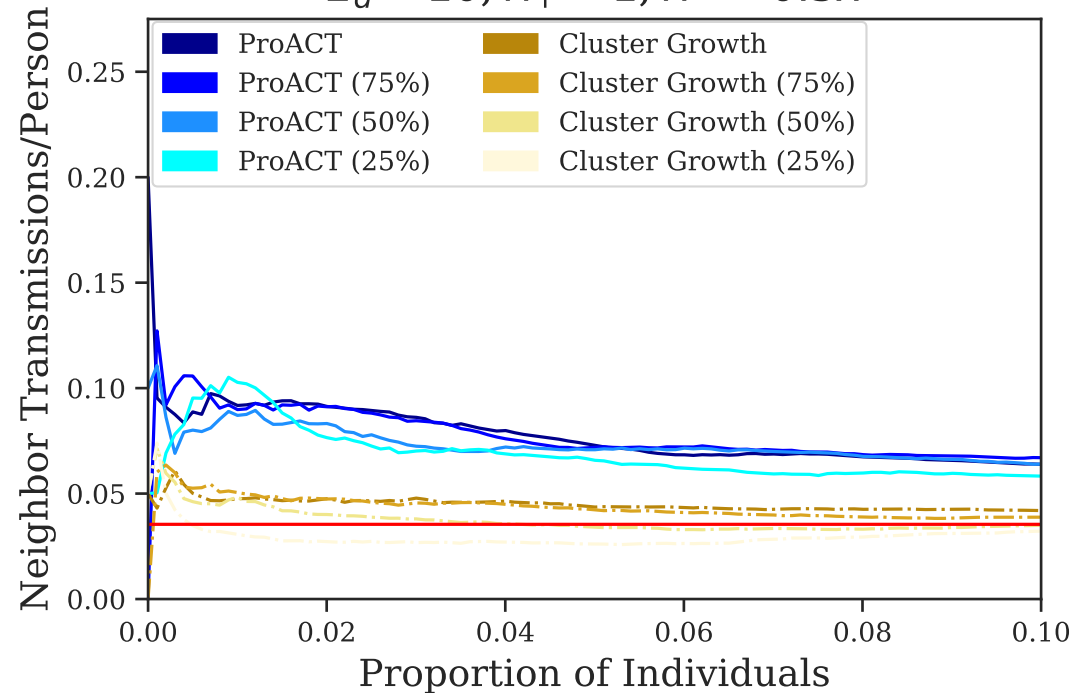 0.25
0.20
0.15
0.10
0.05
0.00
Neighbor Transmissions/Person
ProACT
ProACT (75%)
ProACT (50%)
ProACT (25%)
Cluster Growth
Cluster Growth (75%)
Cluster Growth (50%)
Cluster Growth (25%)
0.00 0.02 0.04 0.06 0.08 0.10
Proportion of Individuals